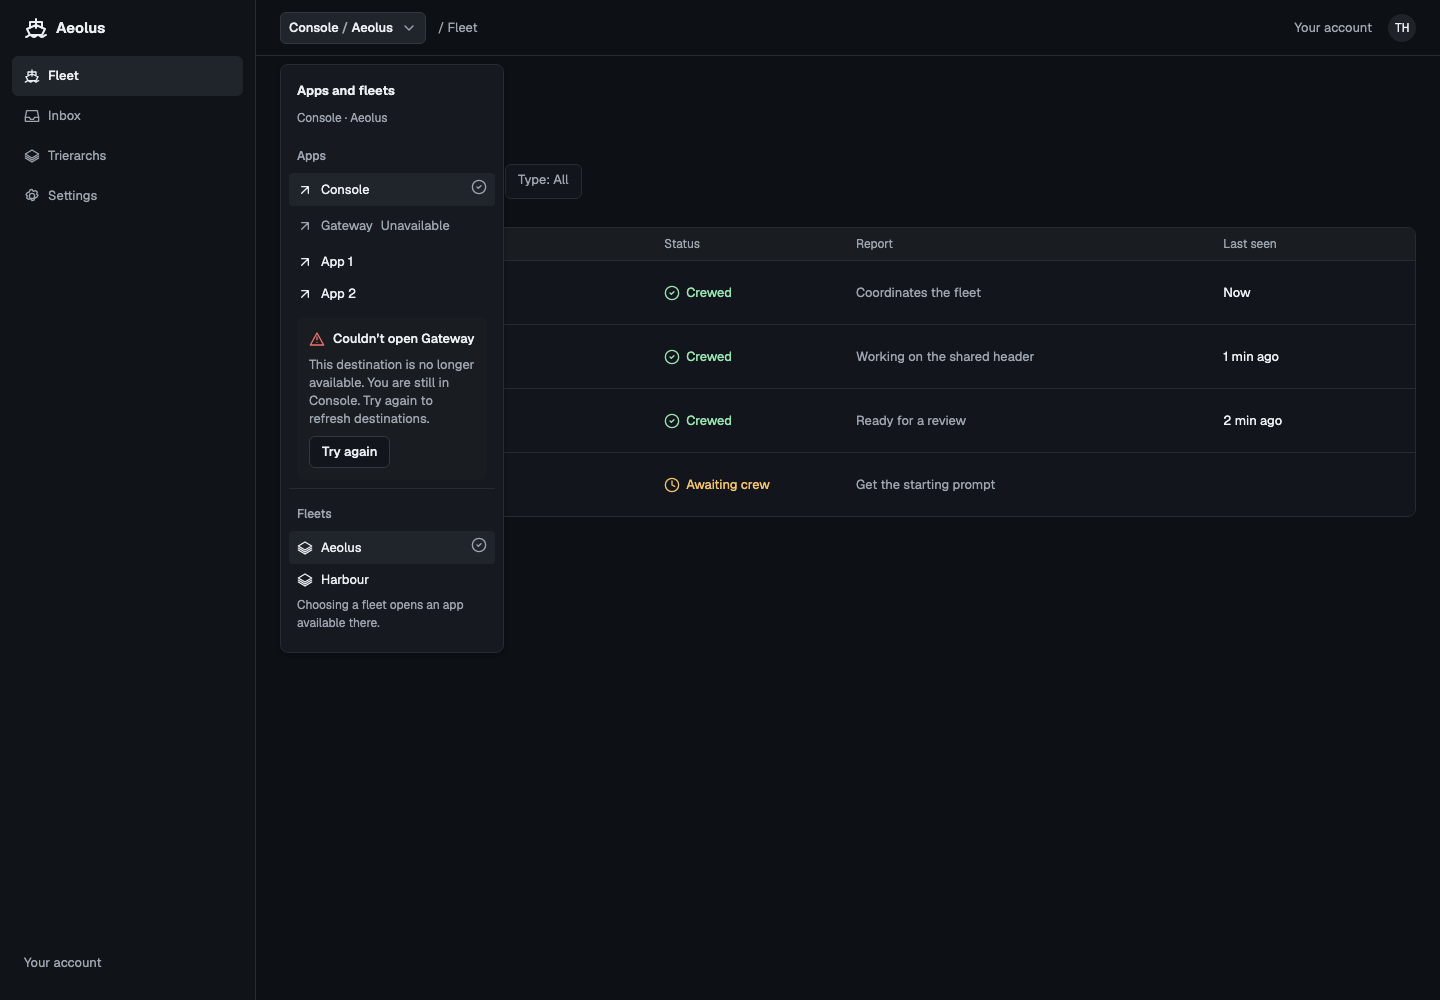 Aeolus
Console / Aeolus
/ Fleet
Your account
TH
Fleet
Inbox
Trierarchs
Settings
Your account
Apps and fleets
Console · Aeolus
Apps
Console
Gateway Unavailable
App 1
App 2
Couldn't open Gateway
This destination is no longer
available. You are still in
Console. Try again to
refresh destinations.
Try again
Fleets
Aeolus
Harbour
Choosing a fleet opens an app
available there.
Type: All
Status Report Last seen
Crewed Coordinates the fleet Now
Crewed Working on the shared header 1 min ago
Crewed Ready for a review 2 min ago
Awaiting crew Get the starting prompt